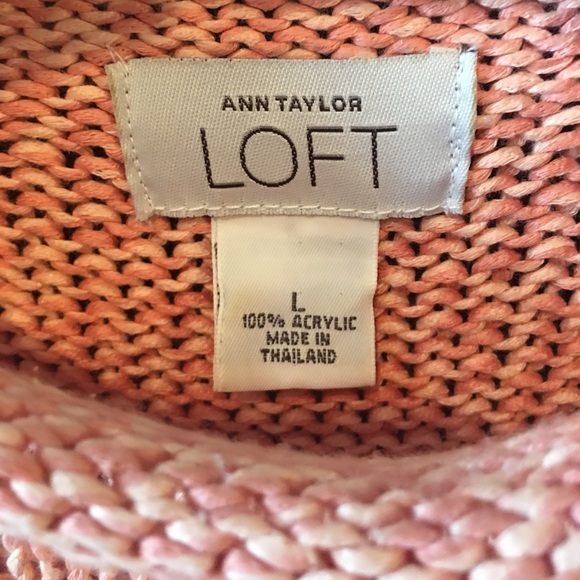 ANN TAYLOR
LOFT
L
100% ACRYLIC
MADE IN
THAILAND